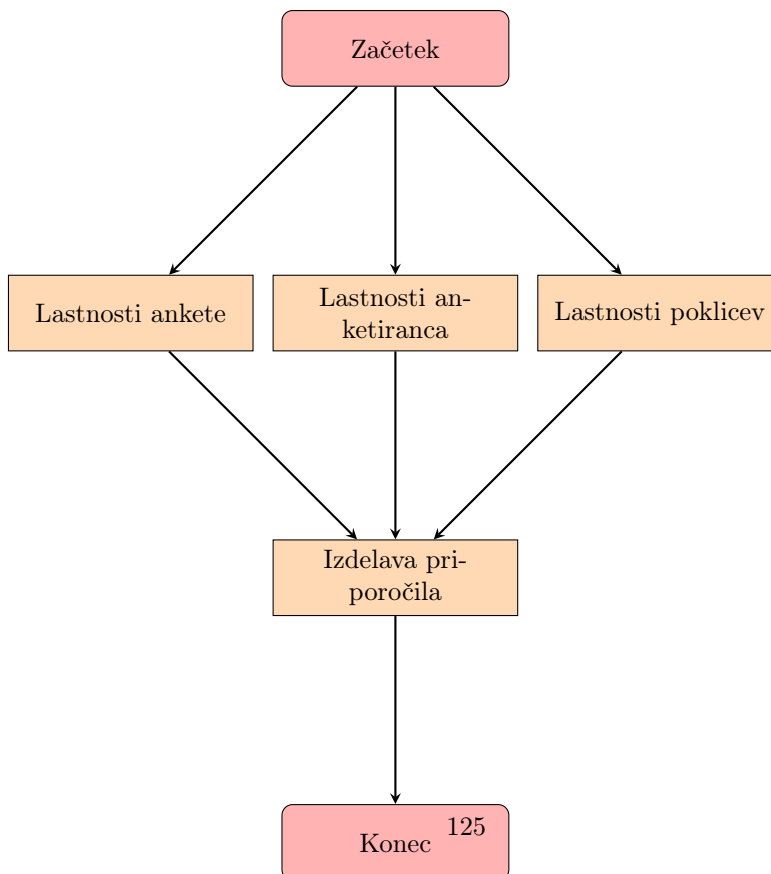 Začetek
Lastnosti ankete
Lastnosti an-
ketiranca
Lastnosti poklicev
Izdelava pri-
poročila
125
Konec